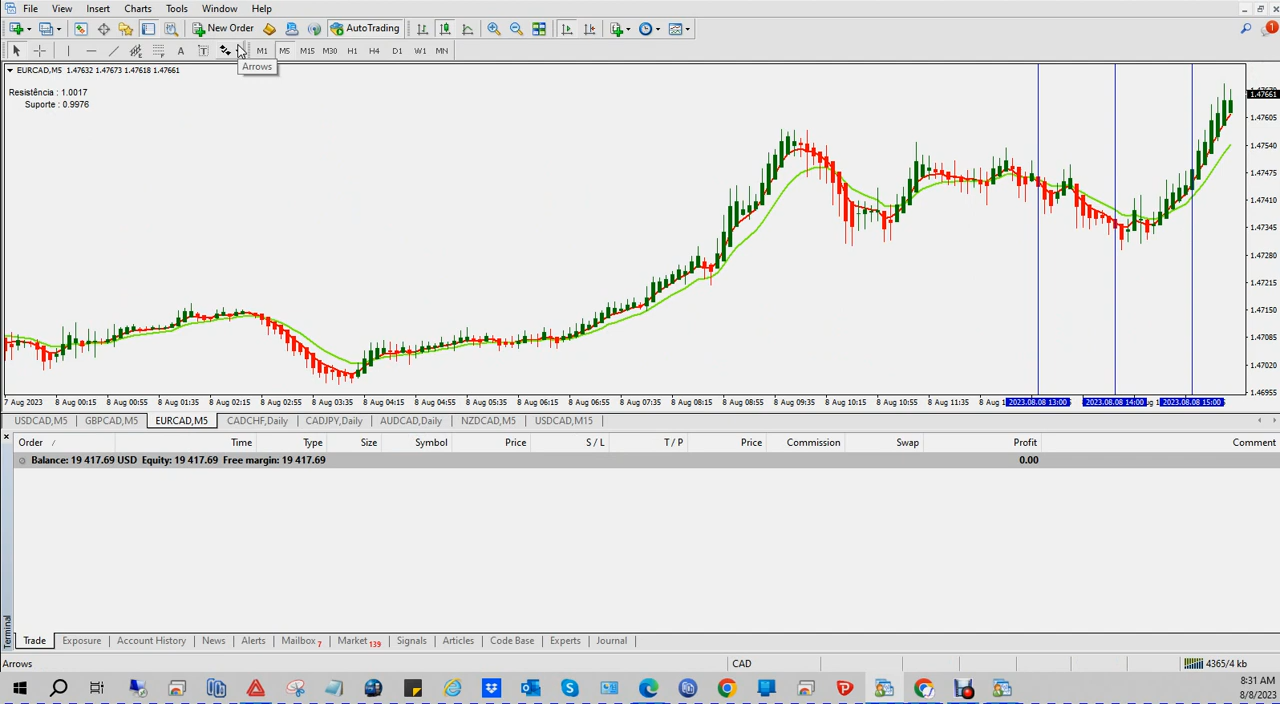 File View Insert Charts Tools Window Help
New Order AutoTrading 1
A T M1 M5 M15 M30 H1 H4 D1 W1 MN
Arrows
EURCAD,M5 1.47632 1.47673 1.47618 1.47661
Resistência : 1.0017
Suporte : 0.9976
1.47661
1.47605
1.47540
1.47475
1.47410
1.47345
1.47280
1.47215
1.47150
1.47085
1.47020
1.46955
7 Aug 2023 8 Aug 00:15 8 Aug 00:55 8 Aug 01:35 8 Aug 02:15 8 Aug 02:55 8 Aug 03:35 8 Aug 04:15 8 Aug 04:55 8 Aug 05:35 8 Aug 06:15 8 Aug 06:55 8 Aug 07:35 8 Aug 08:15 8 Aug 08:55 8 Aug 09:35 8 Aug 10:15 8 Aug 10:55 8 Aug 11:35 8 Aug 1 2023.08.08 13:00 2023.08.08 14:00 2023.08.08 15:00
USDCAD,M5 GBPCAD,M5 EURCAD,M5 CADCHF,Daily CADJPY,Daily AUDCAD,Daily NZDCAD,M5 USDCAD,M15
Order / Time Type Size Symbol Price S / L T / P Price Commission Swap Profit Comment
Balance: 19 417.69 USD Equity: 19 417.69 Free margin: 19 417.69 0.00
Terminal
Trade Exposure Account History News Alerts Mailbox 7 Market 139 Signals Articles Code Base Experts Journal
Arrows CAD 4365/4 kb
8:31 AM
8/8/2023